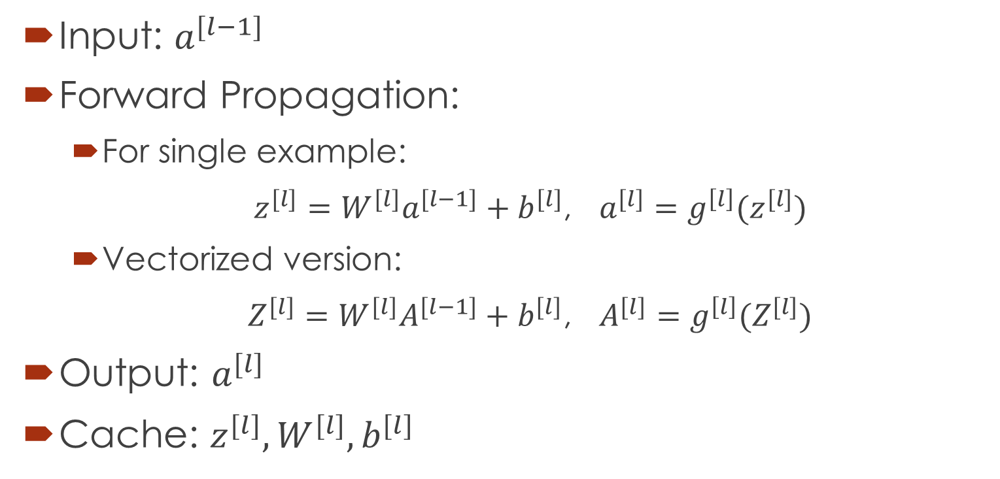 Input: $a^{[l-1]}$
Forward Propagation:
For single example:
$z^{[l]} = W^{[l]}a^{[l-1]} + b^{[l]}, \quad a^{[l]} = g^{[l]}(z^{[l]})$
Vectorized version:
$Z^{[l]} = W^{[l]}A^{[l-1]} + b^{[l]}, \quad A^{[l]} = g^{[l]}(Z^{[l]})$
Output: $a^{[l]}$
Cache: $z^{[l]}, W^{[l]}, b^{[l]}$